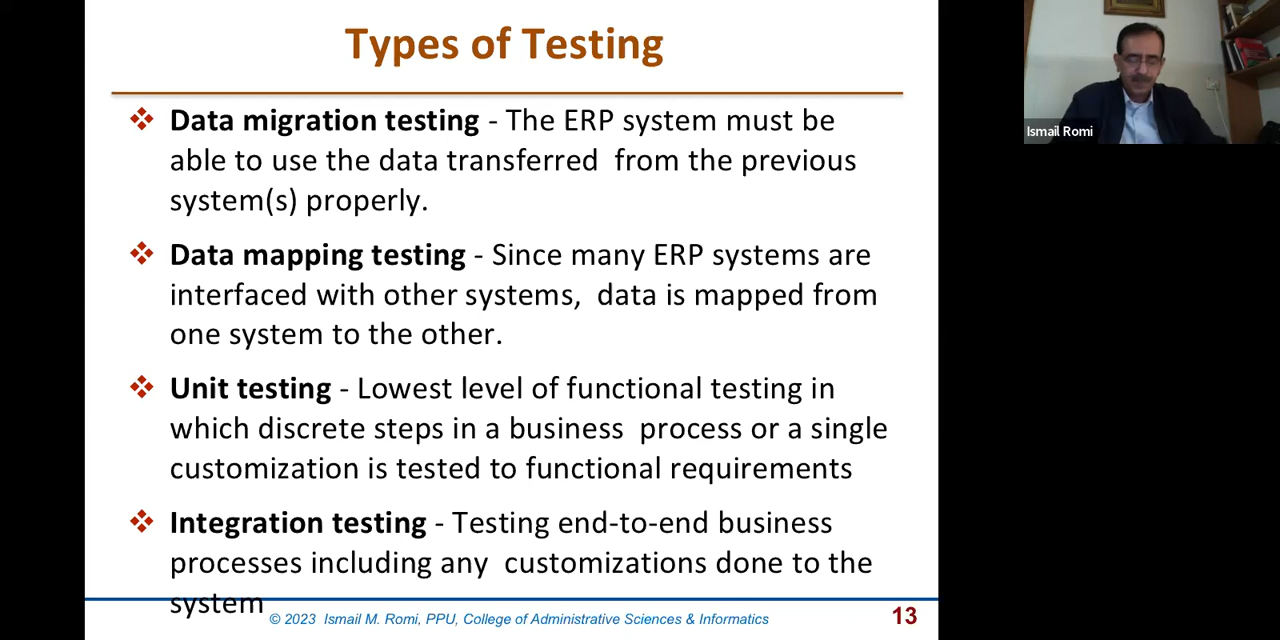 Types of Testing
Data migration testing - The ERP system must be
able to use the data transferred from the previous
system(s) properly.
Data mapping testing - Since many ERP systems are
interfaced with other systems, data is mapped from
one system to the other.
Unit testing - Lowest level of functional testing in
which discrete steps in a business process or a single
customization is tested to functional requirements
Integration testing - Testing end-to-end business
processes including any customizations done to the
system
© 2023 Ismail M. Romi, PPU, College of Administrative Sciences & Informatics
13
Ismail Romi